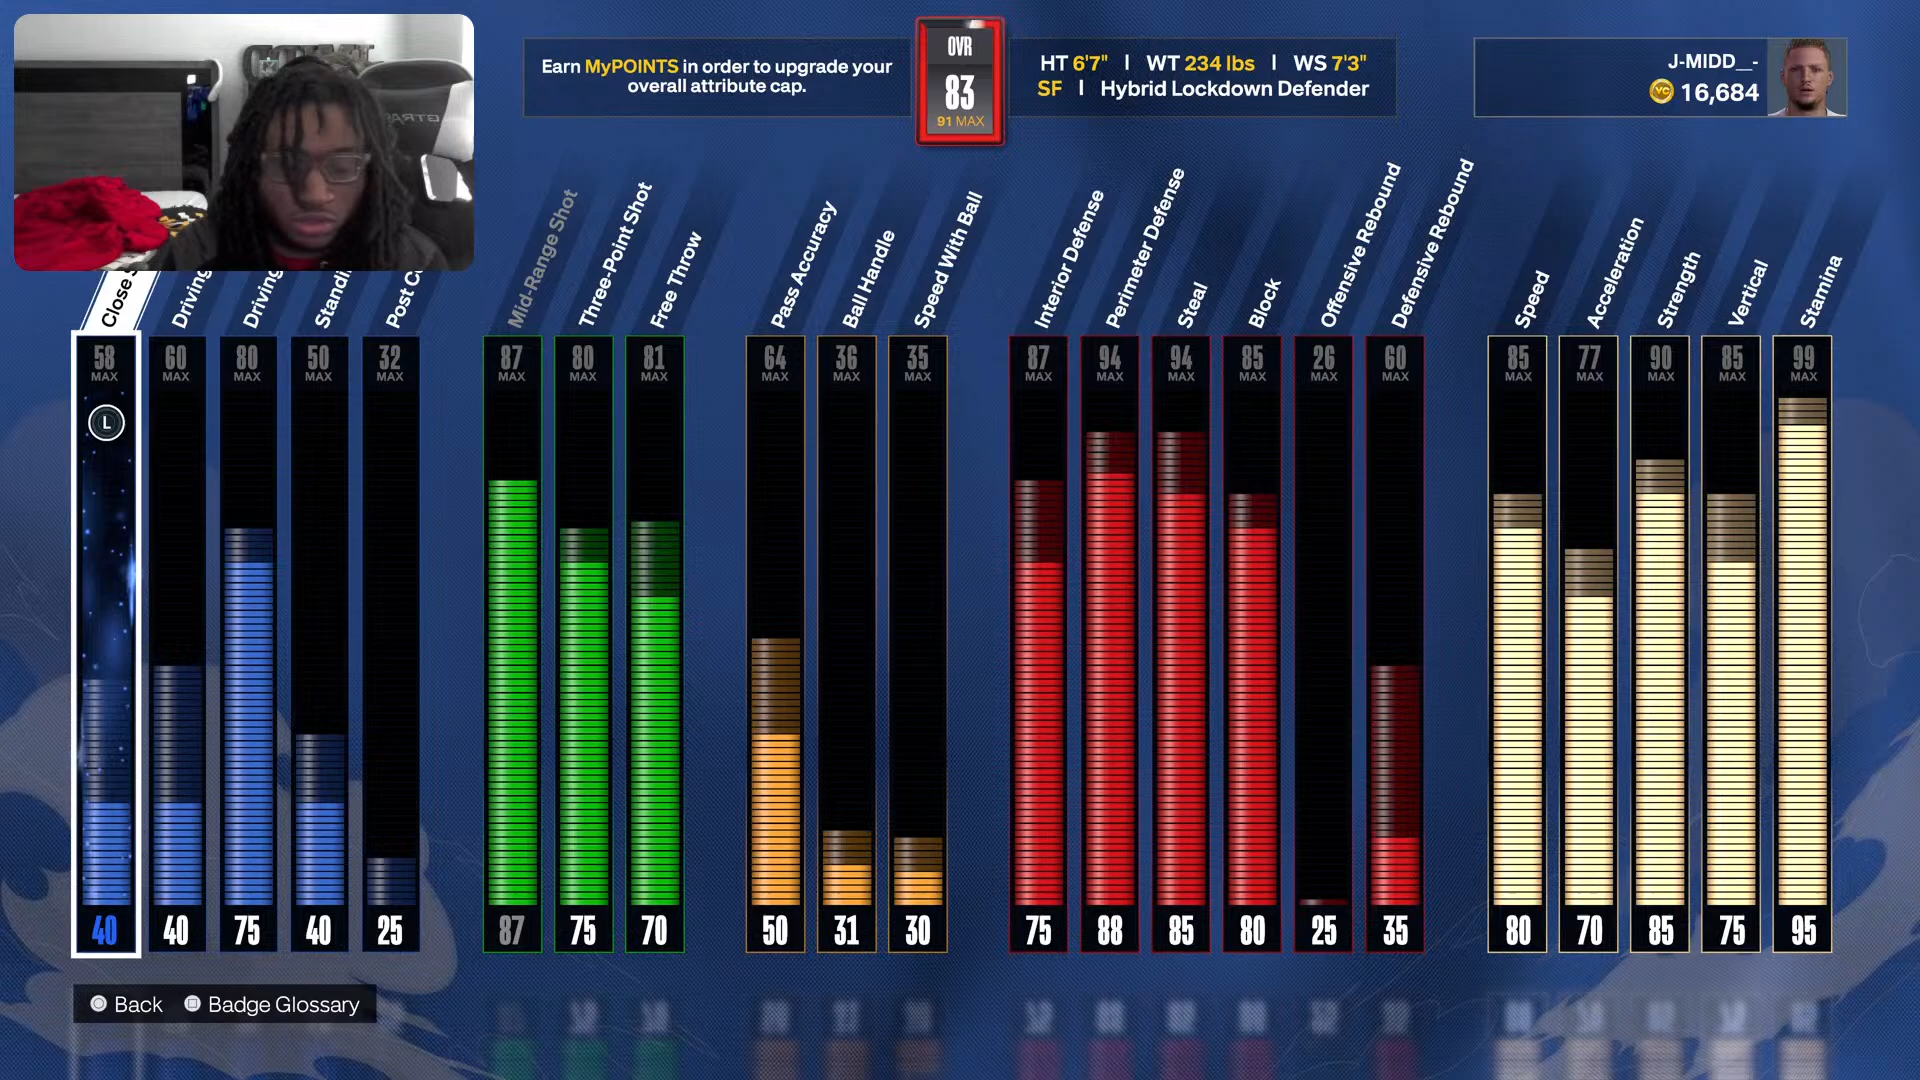 Earn MyPOINTS in order to upgrade your
overall attribute cap.
OVR
83
91 MAX
HT 6'7" | WT 234 lbs | WS 7'3"
SF | Hybrid Lockdown Defender
J-MIDD__-
VC 16,684
Close
Driving
Driving
Post
Mid-Range Shot
Three-Point Shot
Free Throw
Pass Accuracy
Ball Handle
Speed With Ball
Interior Defense
Perimeter Defense
Steal
Block
Offensive Rebound
Defensive Rebound
Speed
Acceleration
Strength
Vertical
Stamina
58 MAX
60 MAX
80 MAX
50 MAX
32 MAX
87 MAX
80 MAX
81 MAX
64 MAX
36 MAX
35 MAX
87 MAX
94 MAX
94 MAX
85 MAX
26 MAX
60 MAX
85 MAX
77 MAX
90 MAX
85 MAX
99 MAX
L
40
40
75
40
25
87
75
70
50
31
30
75
88
85
80
25
35
80
70
85
75
95
Back
Badge Glossary